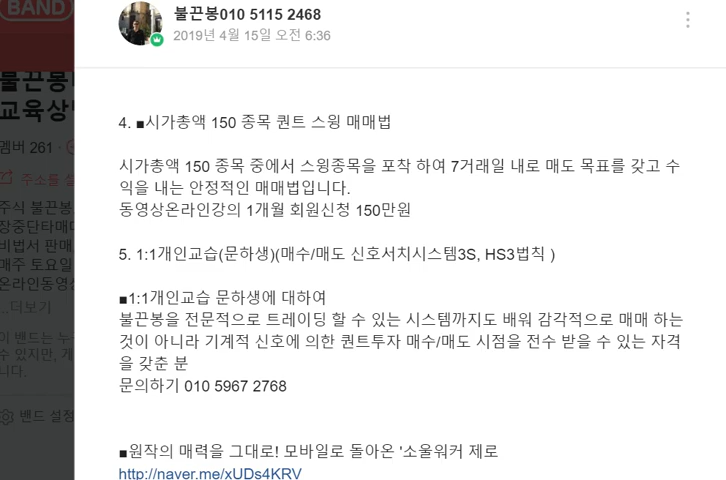 BAND
불끈봉010 5115 2468
2019년 4월 15일 오전 6:36
불끈봉
교육상
멤버 261 ·
주소를
주식 불끈봉
장중단타매
비법서 판매
매주 토요일
온라인동영상
...더보기
이 밴드는 누
수 있지만, 게
니다.
밴드 설정
4. ■시가총액 150 종목 퀀트 스윙 매매법
시가총액 150 종목 중에서 스윙종목을 포착 하여 7거래일 내로 매도 목표를 갖고 수
익을 내는 안정적인 매매법입니다.
동영상온라인강의 1개월 회원신청 150만원
5. 1:1개인교습(문하생)(매수/매도 신호서치시스템3S, HS3법칙 )
■1:1개인교습 문하생에 대하여
불끈봉을 전문적으로 트레이딩 할 수 있는 시스템까지도 배워 감각적으로 매매 하는
것이 아니라 기계적 신호에 의한 퀀트투자 매수/매도 시점을 전수 받을 수 있는 자격
을 갖춘 분
문의하기 010 5967 2768
■원작의 매력을 그대로! 모바일로 돌아온 '소울워커 제로
http://naver.me/xUDs4KRV